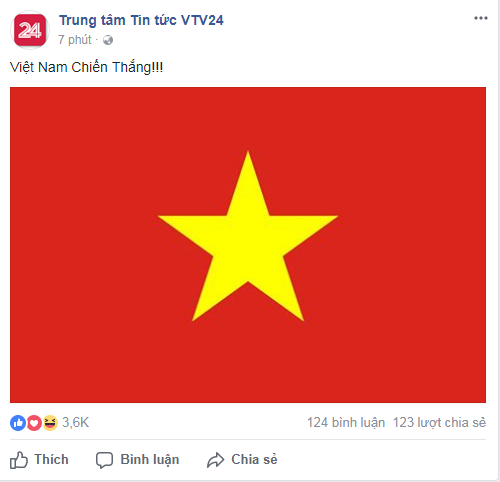 24
Trung tâm Tin tức VTV24
7 phút ·
Việt Nam Chiến Thắng!!!
3,6K 124 bình luận 123 lượt chia sẻ
Thích Bình luận Chia sẻ